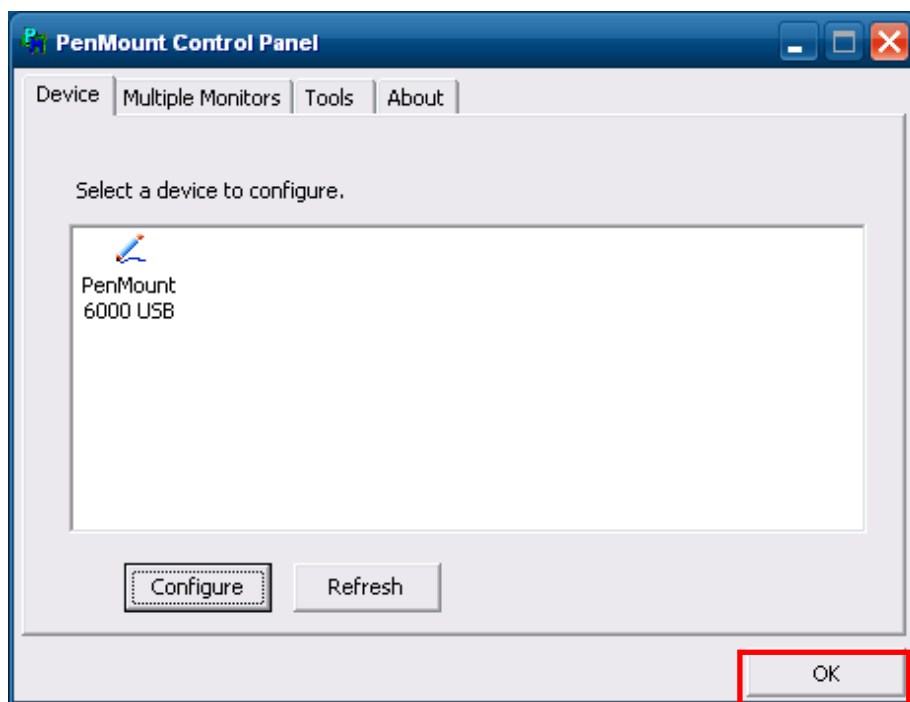 PenMount Control Panel
Device Multiple Monitors Tools About
Select a device to configure.
PenMount
6000 USB
Configure Refresh
OK